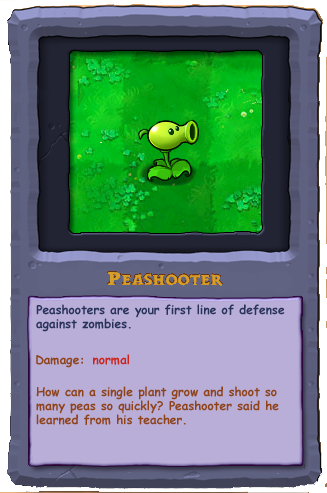 PEASHOOTER
Peashooters are your first line of defense
against zombies.
Damage: normal
How can a single plant grow and shoot so
many peas so quickly? Peashooter said he
learned from his teacher.